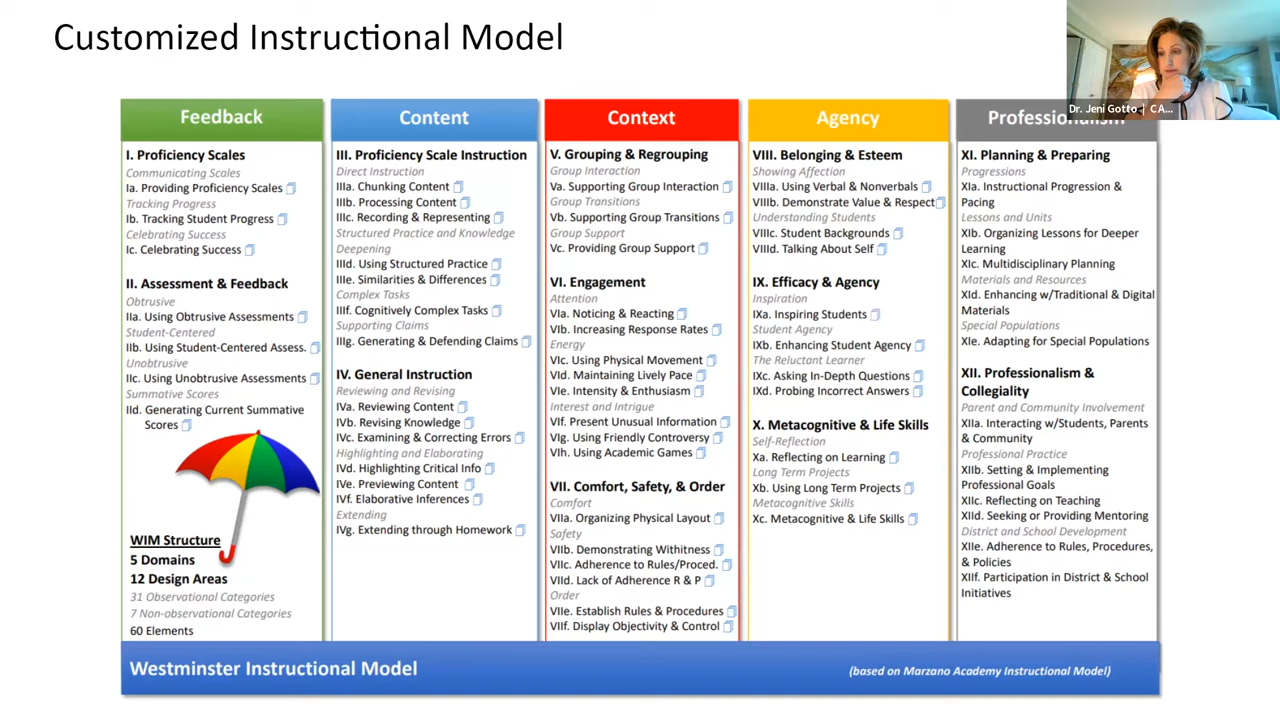 Customized Instructional Model
Dr. Jeni Gotto | CA...
Feedback
I. Proficiency Scales
Communicating Scales
Ia. Providing Proficiency Scales
Tracking Progress
Ib. Tracking Student Progress
Celebrating Success
Ic. Celebrating Success
II. Assessment & Feedback
Obtrusive
IIa. Using Obtrusive Assessments
Student-Centered
IIb. Using Student-Centered Assess.
Unobtrusive
IIc. Using Unobtrusive Assessments
Summative Scores
IId. Generating Current Summative
Scores
WIM Structure
5 Domains
12 Design Areas
31 Observational Categories
7 Non-observational Categories
60 Elements
Content
III. Proficiency Scale Instruction
Direct Instruction
IIIa. Chunking Content
IIIb. Processing Content
IIIc. Recording & Representing
Structured Practice and Knowledge
Deepening
IIId. Using Structured Practice
IIIe. Similarities & Differences
Complex Tasks
IIIf. Cognitively Complex Tasks
Supporting Claims
IIIg. Generating & Defending Claims
IV. General Instruction
Reviewing and Revising
IVa. Reviewing Content
IVb. Revising Knowledge
IVc. Examining & Correcting Errors
Highlighting and Elaborating
IVd. Highlighting Critical Info
IVe. Previewing Content
IVf. Elaborative Inferences
Extending
IVg. Extending through Homework
Context
V. Grouping & Regrouping
Group Interaction
Va. Supporting Group Interaction
Group Transitions
Vb. Supporting Group Transitions
Group Support
Vc. Providing Group Support
VI. Engagement
Attention
VIa. Noticing & Reacting
VIb. Increasing Response Rates
Energy
VIc. Using Physical Movement
VId. Maintaining Lively Pace
VIe. Intensity & Enthusiasm
Interest and Intrigue
VIf. Present Unusual Information
VIg. Using Friendly Controversy
VIh. Using Academic Games
VII. Comfort, Safety, & Order
Comfort
VIIa. Organizing Physical Layout
Safety
VIIb. Demonstrating Withitness
VIIc. Adherence to Rules/Proced.
VIId. Lack of Adherence R & P
Order
VIIe. Establish Rules & Procedures
VIIf. Display Objectivity & Control
Agency
VIII. Belonging & Esteem
Showing Affection
VIIIa. Using Verbal & Nonverbals
VIIIb. Demonstrate Value & Respect
Understanding Students
VIIIc. Student Backgrounds
VIIId. Talking About Self
IX. Efficacy & Agency
Inspiration
IXa. Inspiring Students
Student Agency
IXb. Enhancing Student Agency
The Reluctant Learner
IXc. Asking In-Depth Questions
IXd. Probing Incorrect Answers
X. Metacognitive & Life Skills
Self-Reflection
Xa. Reflecting on Learning
Long Term Projects
Xb. Using Long Term Projects
Metacognitive Skills
Xc. Metacognitive & Life Skills
Professionalism
XI. Planning & Preparing
Progressions
XIa. Instructional Progression &
Pacing
Lessons and Units
XIb. Organizing Lessons for Deeper
Learning
XIc. Multidisciplinary Planning
Materials and Resources
XId. Enhancing w/Traditional & Digital
Materials
Special Populations
XIe. Adapting for Special Populations
XII. Professionalism &
Collegiality
Parent and Community Involvement
XIIa. Interacting w/Students, Parents
& Community
Professional Practice
XIIb. Setting & Implementing
Professional Goals
XIIc. Reflecting on Teaching
XIId. Seeking or Providing Mentoring
District and School Development
XIIe. Adherence to Rules, Procedures,
& Policies
XIIf. Participation in District & School
Initiatives
Westminster Instructional Model
(based on Marzano Academy Instructional Model)